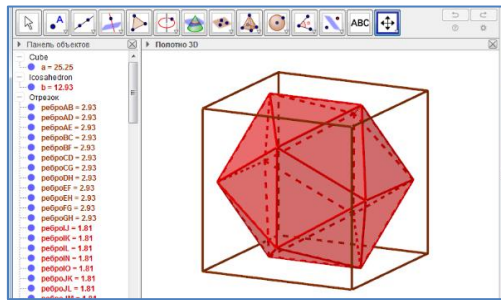 ABC
Панель объектов
Полотно 3D
Cube
a = 25.25
Icosahedron
b = 12.93
Отрезок
реброAB = 2.93
реброAD = 2.93
реброAE = 2.93
реброBC = 2.93
реброBF = 2.93
реброCD = 2.93
реброCG = 2.93
реброDH = 2.93
реброEF = 2.93
реброEH = 2.93
реброFG = 2.93
реброGH = 2.93
реброIJ = 1.81
реброIK = 1.81
реброIL = 1.81
реброIN = 1.81
реброIO = 1.81
реброJK = 1.81
реброJL = 1.81